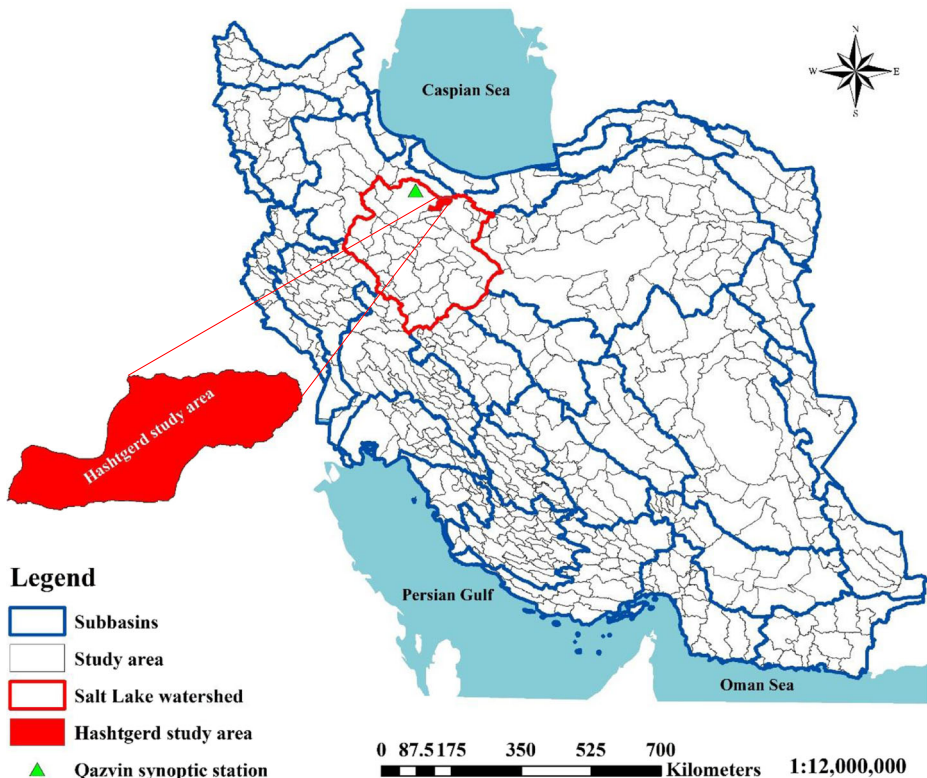 Caspian Sea
N
W
E
S
Hashtgerd study area
Persian Gulf
Oman Sea
Legend
Subbasins
Study area
Salt Lake watershed
Hashtgerd study area
Qazvin synoptic station
0 87.5 175 350 525 700
Kilometers
1:12,000,000